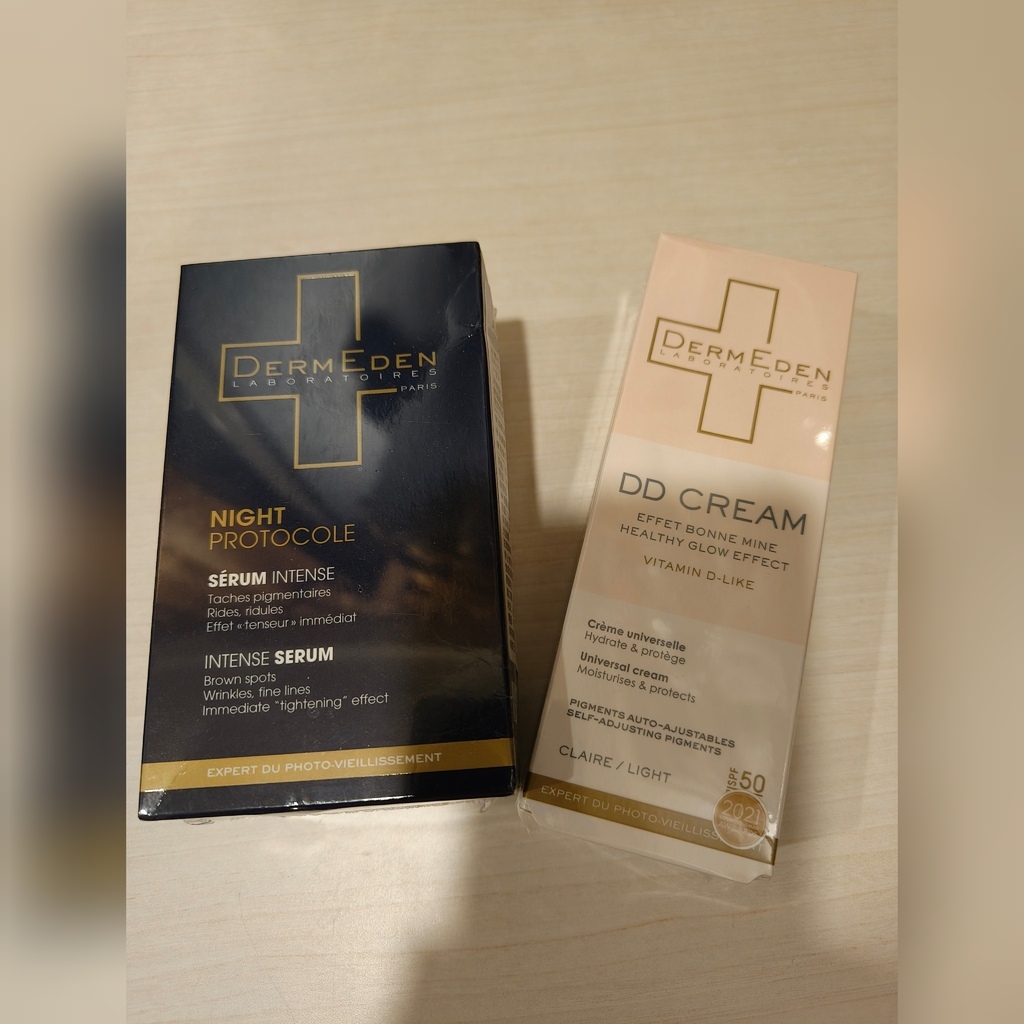 DERMEDEN
LABORATOIRES
PARIS
NIGHT
PROTOCOLE
SÉRUM INTENSE
Taches pigmentaires
Rides, ridules
Effet «tenseur» immédiat
INTENSE SERUM
Brown spots
Wrinkles, fine lines
Immediate "tightening" effect
EXPERT DU PHOTO-VIEILLISSEMENT
DERMEDEN
LABORATOIRES
PARIS
DD CREAM
EFFET BONNE MINE
HEALTHY GLOW EFFECT
VITAMIN D-LIKE
Crème universelle
Hydrate & protège
Universal cream
Moisturises & protects
PIGMENTS AUTO-AJUSTABLES
SELF-ADJUSTING PIGMENTS
CLAIRE / LIGHT
SPF 50
2021
EXPERT DU PHOTO-VIEILLISS